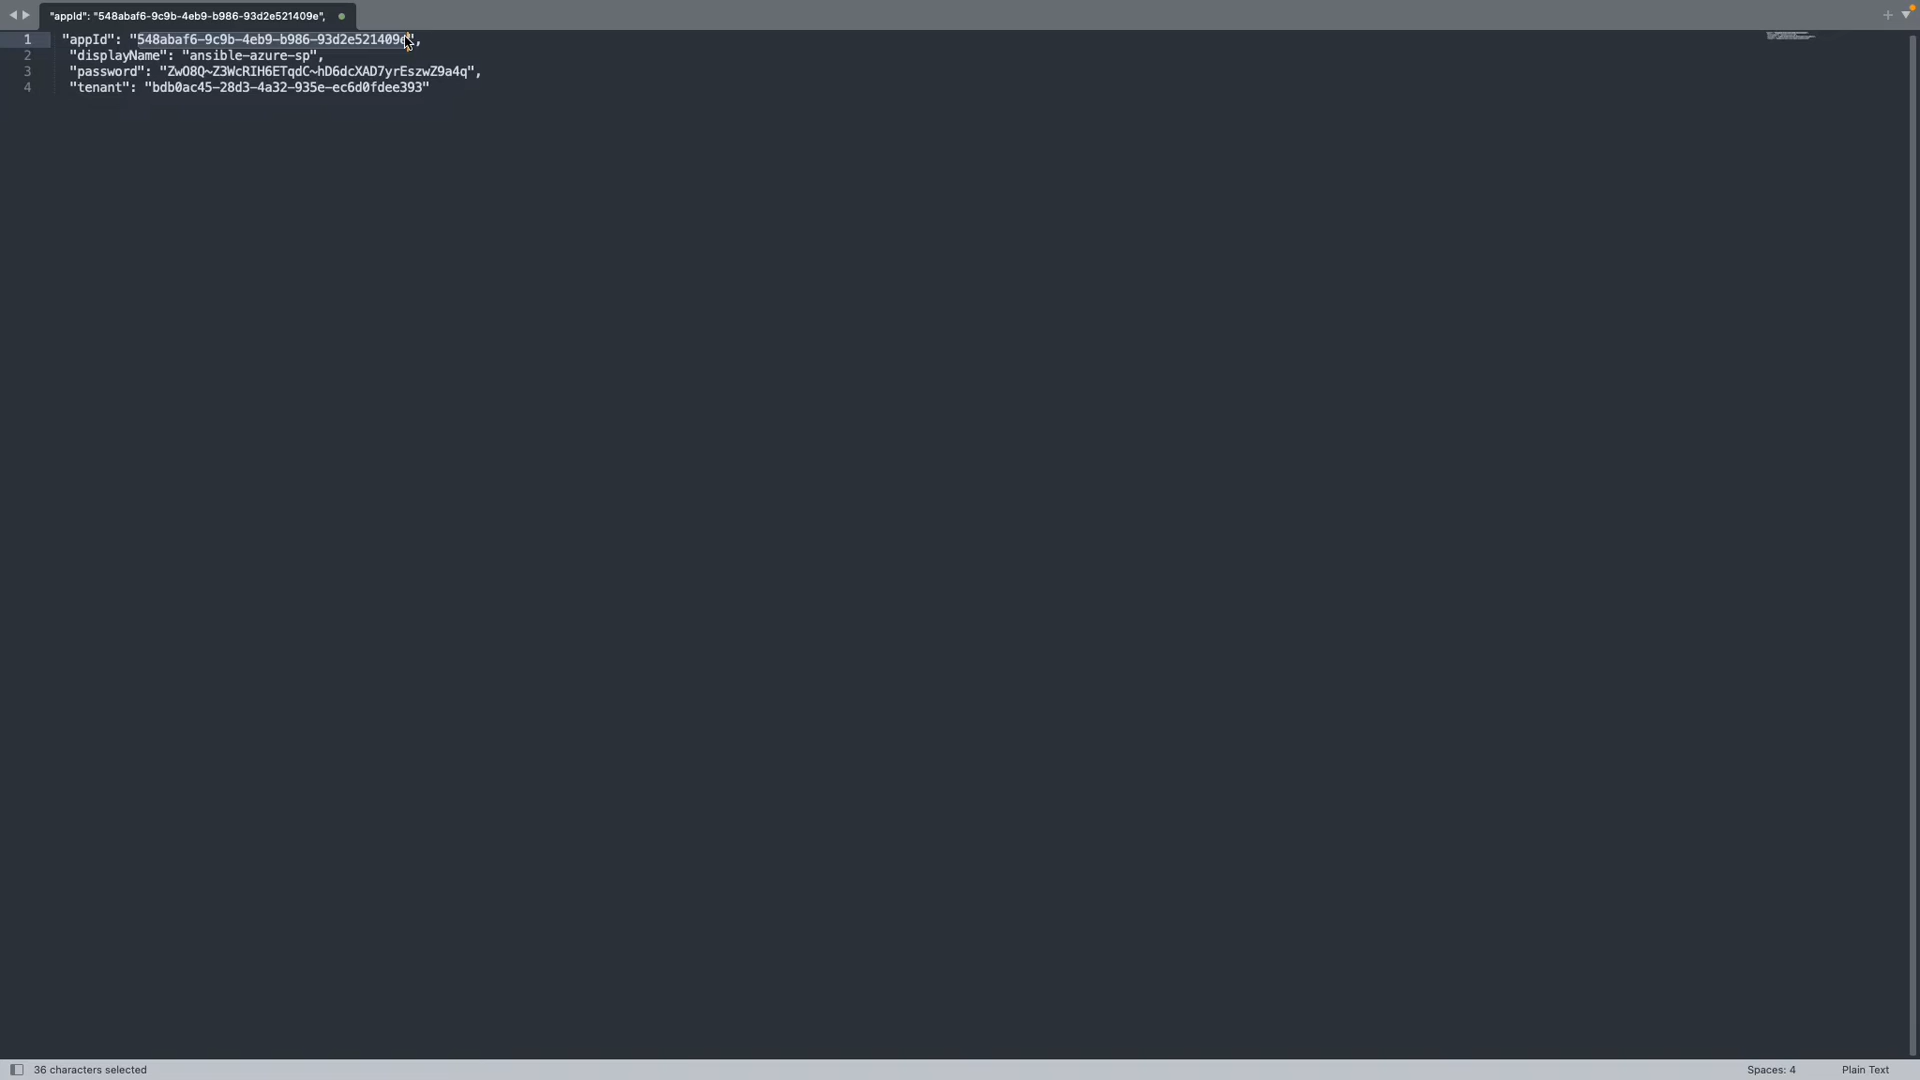 "appId": "548abaf6-9c9b-4eb9-b986-93d2e521409e",
1 "appId": "548abaf6-9c9b-4eb9-b986-93d2e521409e",
2 "displayName": "ansible-azure-sp",
3 "password": "ZwO8Q~Z3WcRIH6ETqdC~hD6dcXAD7yrEszwZ9a4q",
4 "tenant": "bdb0ac45-28d3-4a32-935e-ec6d0fdee393"
36 characters selected Spaces: 4 Plain Text